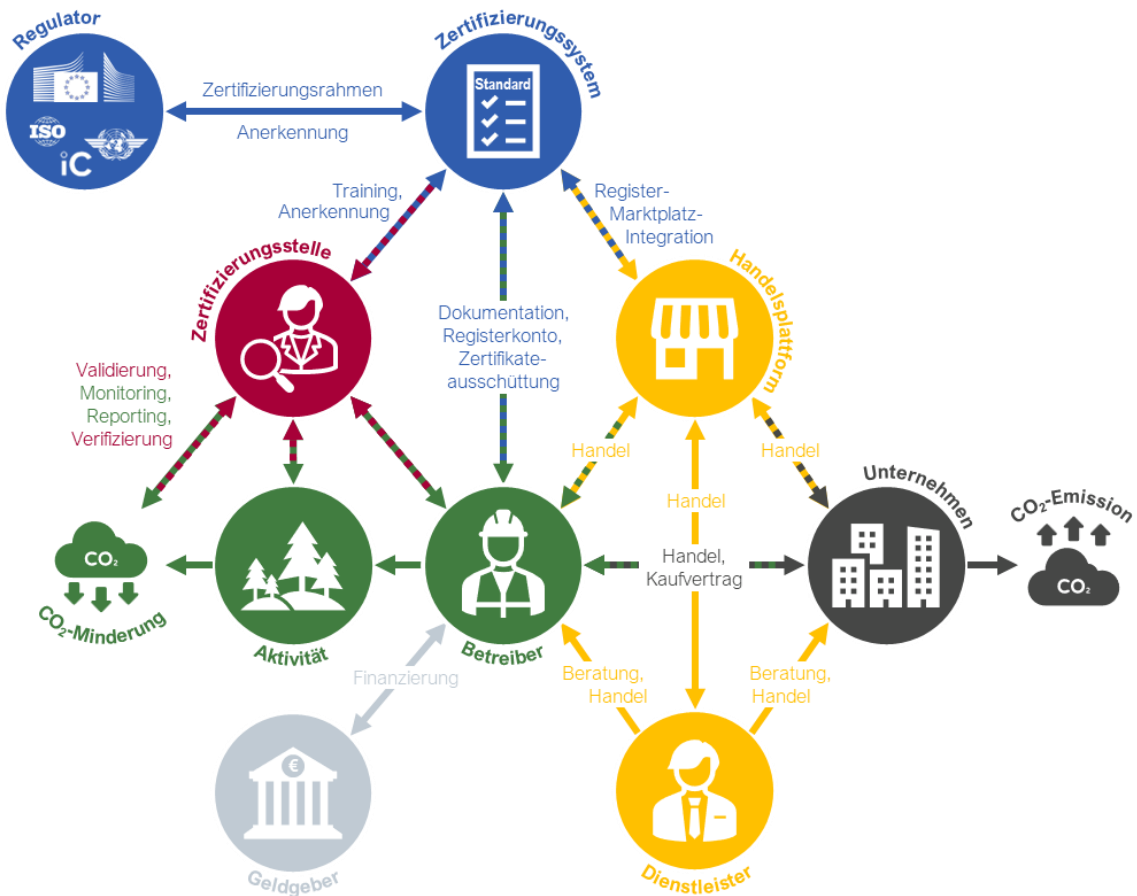 Regulator
Zertifizierungssystem
Standard
ISO
iC
Zertifizierungsrahmen
Anerkennung
Training,
Anerkennung
Register-
Marktplatz-
Integration
Zertifizierungsstelle
Handelsplattform
Dokumentation,
Registerkonto,
Zertifikate-
ausschüttung
Validierung,
Monitoring,
Reporting,
Verifizierung
Handel
Handel
Handel
Unternehmen
CO₂-Emission
CO₂
CO₂-Minderung
Aktivität
Betreiber
Handel,
Kaufvertrag
CO₂
Finanzierung
Beratung,
Handel
Beratung,
Handel
€
Geldgeber
Dienstleister